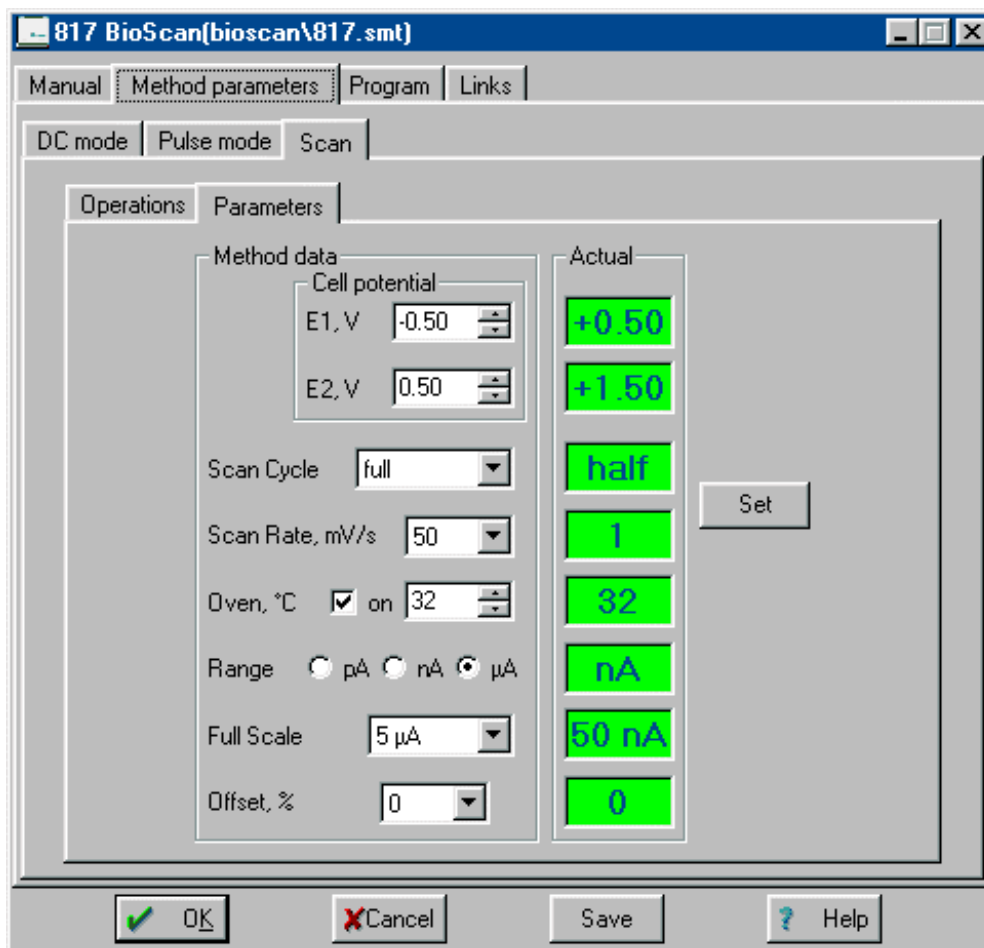 817 BioScan(bioscan\817.smt)
Manual Method parameters Program Links
DC mode Pulse mode Scan
Operations Parameters
Method data Actual
Cell potential
E1, V -0.50 +0.50
E2, V 0.50 +1.50
Scan Cycle full half
Set
Scan Rate, mV/s 50 1
Oven, °C on 32 32
Range pA nA µA nA
Full Scale 5 µA 50 nA
Offset, % 0 0
OK Cancel Save ? Help